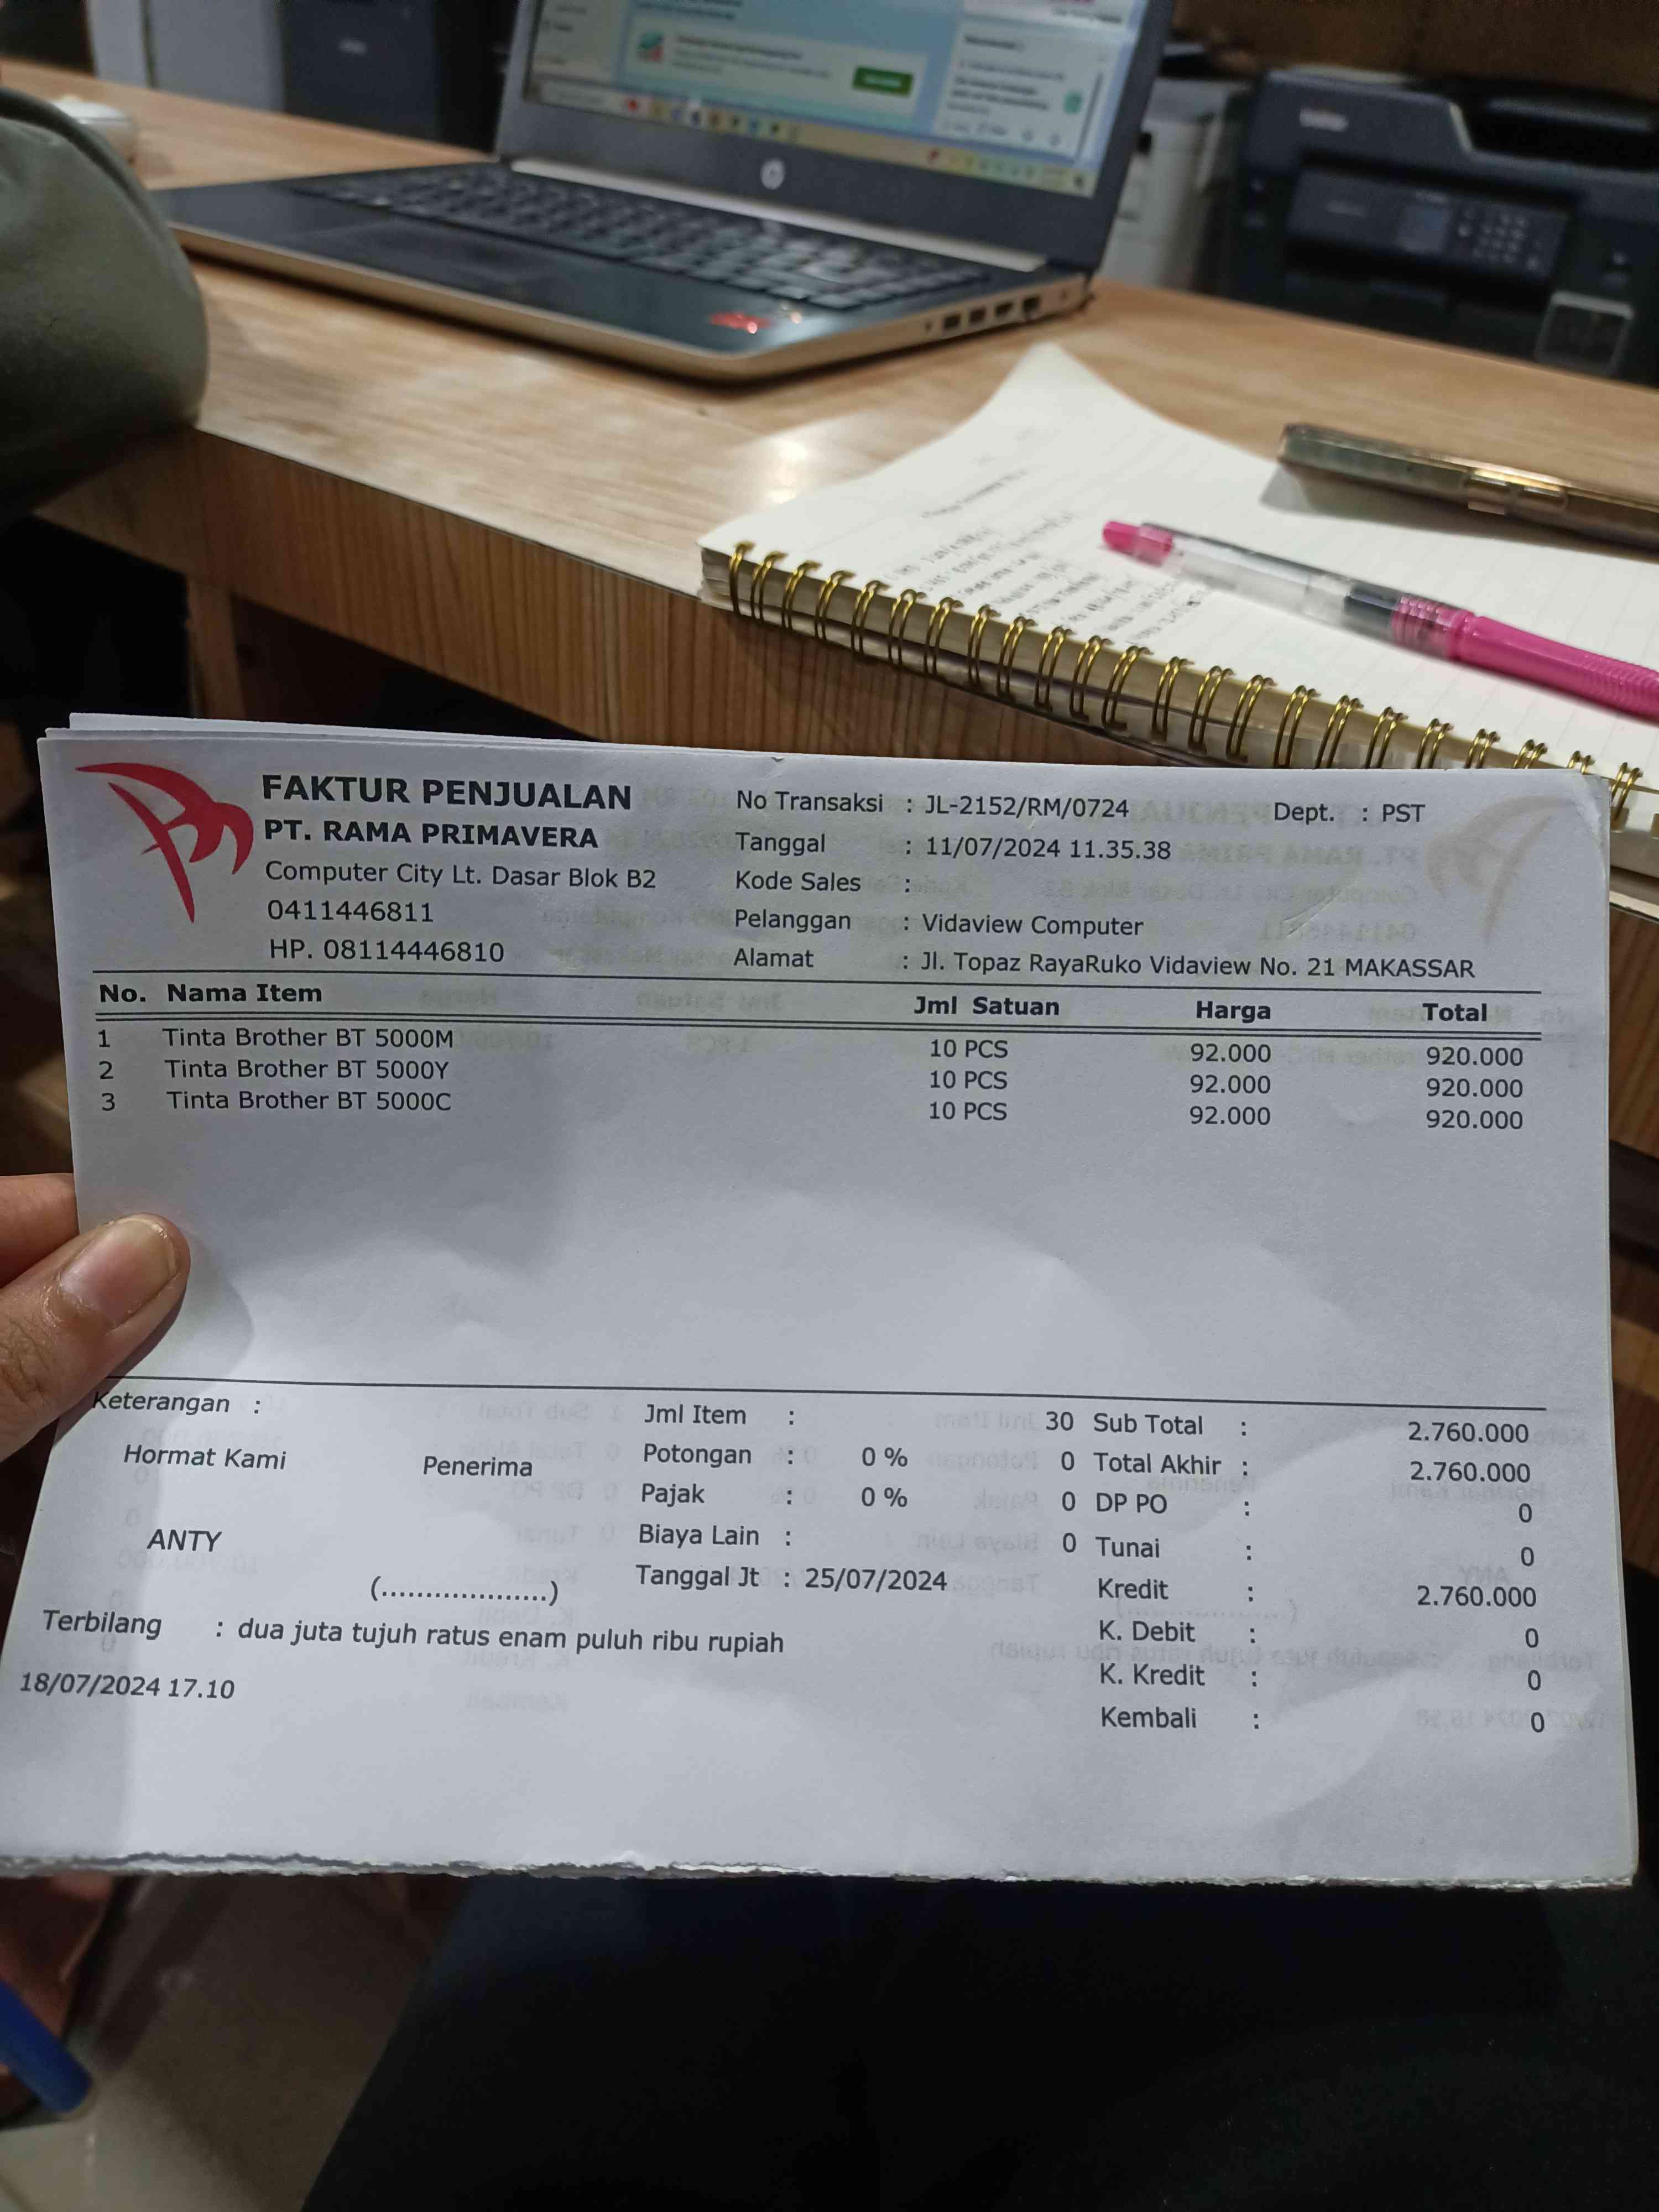 FAKTUR PENJUALAN
PT. RAMA PRIMAVERA
Computer City Lt. Dasar Blok B2
0411446811
HP. 08114446810
No Transaksi : JL-2152/RM/0724 Dept. : PST
Tanggal : 11/07/2024 11.35.38
Kode Sales :
Pelanggan : Vidaview Computer
Alamat : Jl. Topaz RayaRuko Vidaview No. 21 MAKASSAR
No. Nama Item Jml Satuan Harga Total
1 Tinta Brother BT 5000M 10 PCS 92.000 920.000
2 Tinta Brother BT 5000Y 10 PCS 92.000 920.000
3 Tinta Brother BT 5000C 10 PCS 92.000 920.000
Keterangan :
Hormat Kami Penerima
ANTY
(...................)
Jml Item : 30
Potongan : 0 % 0
Pajak : 0 % 0
Biaya Lain : 0
Tanggal Jt : 25/07/2024
Sub Total : 2.760.000
Total Akhir : 2.760.000
DP PO : 0
Tunai : 0
Kredit : 2.760.000
K. Debit : 0
K. Kredit : 0
Kembali : 0
Terbilang : dua juta tujuh ratus enam puluh ribu rupiah
18/07/2024 17.10